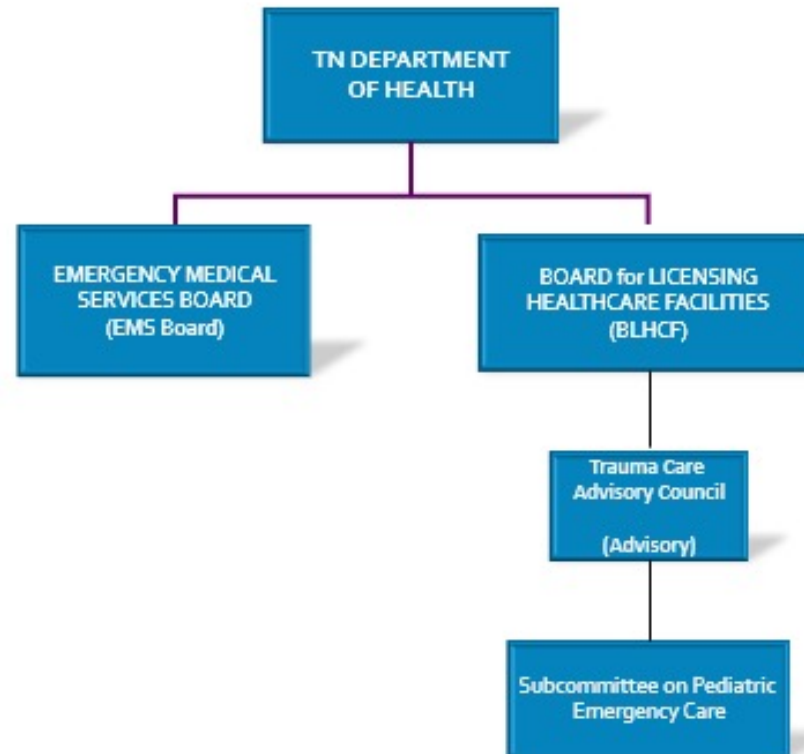 TN DEPARTMENT
OF HEALTH
EMERGENCY MEDICAL
SERVICES BOARD
(EMS Board)
BOARD for LICENSING
HEALTHCARE FACILITIES
(BLHCF)
Trauma Care
Advisory Council
(Advisory)
Subcommittee on Pediatric
Emergency Care